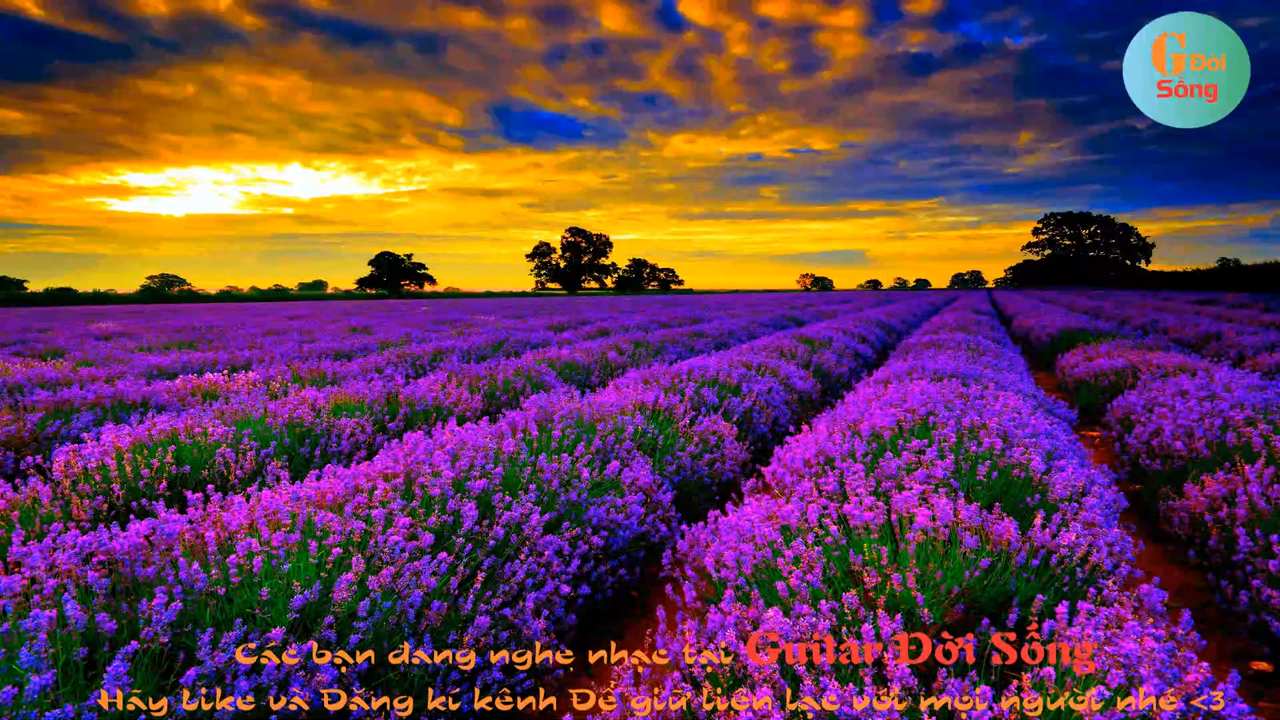 G Đời
Sống
Các bạn đang nghe nhạc tại Guitar Đời Sống
Hãy Like và Đăng kí kênh Để giữ liên lạc với mọi người nhé <3